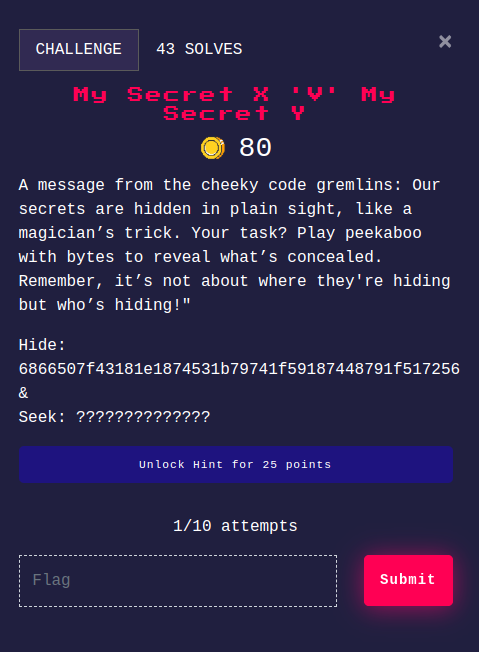 CHALLENGE 43 SOLVES ×
My Secret X 'V' My
Secret Y
80
A message from the cheeky code gremlins: Our
secrets are hidden in plain sight, like a
magician’s trick. Your task? Play peekaboo
with bytes to reveal what’s concealed.
Remember, it’s not about where they're hiding
but who’s hiding!"
Hide:
6866507f43181e1874531b79741f59187448791f517256
&
Seek: ??????????????
Unlock Hint for 25 points
1/10 attempts
Flag
Submit